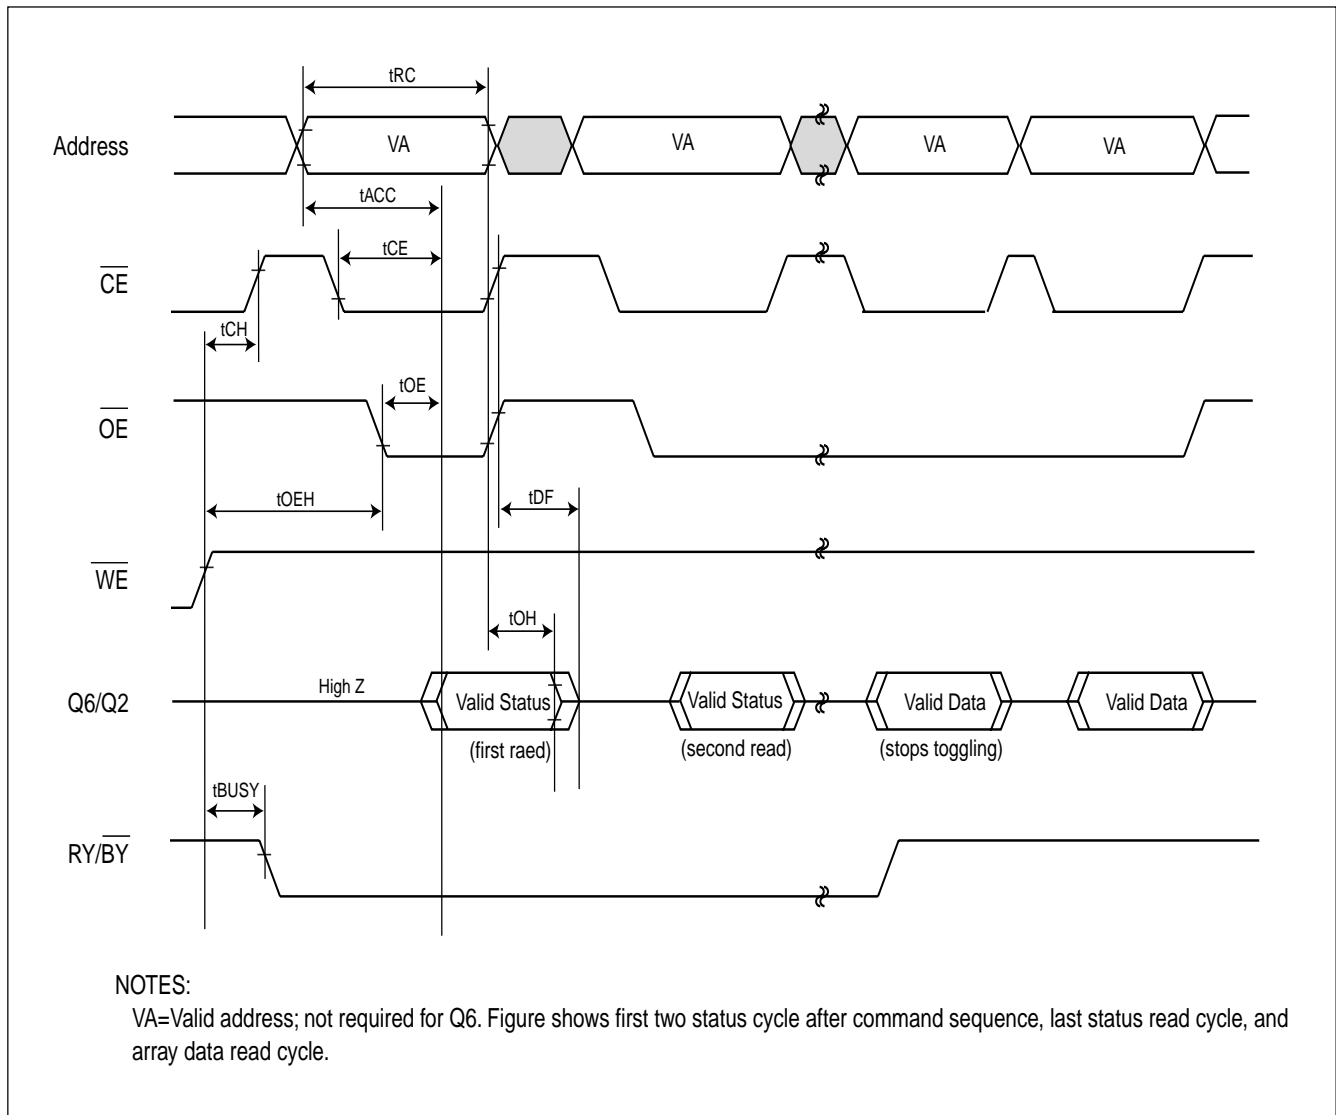 tRC
Address
VA
VA
VA
VA
tACC
tCE
CE
tCH
tOE
OE
tOEH
tDF
WE
tOH
High Z
Q6/Q2
Valid Status
Valid Status
Valid Data
Valid Data
(first raed)
(second read)
(stops toggling)
tBUSY
RY/BY
NOTES:
VA=Valid address; not required for Q6. Figure shows first two status cycle after command sequence, last status read cycle, and
array data read cycle.